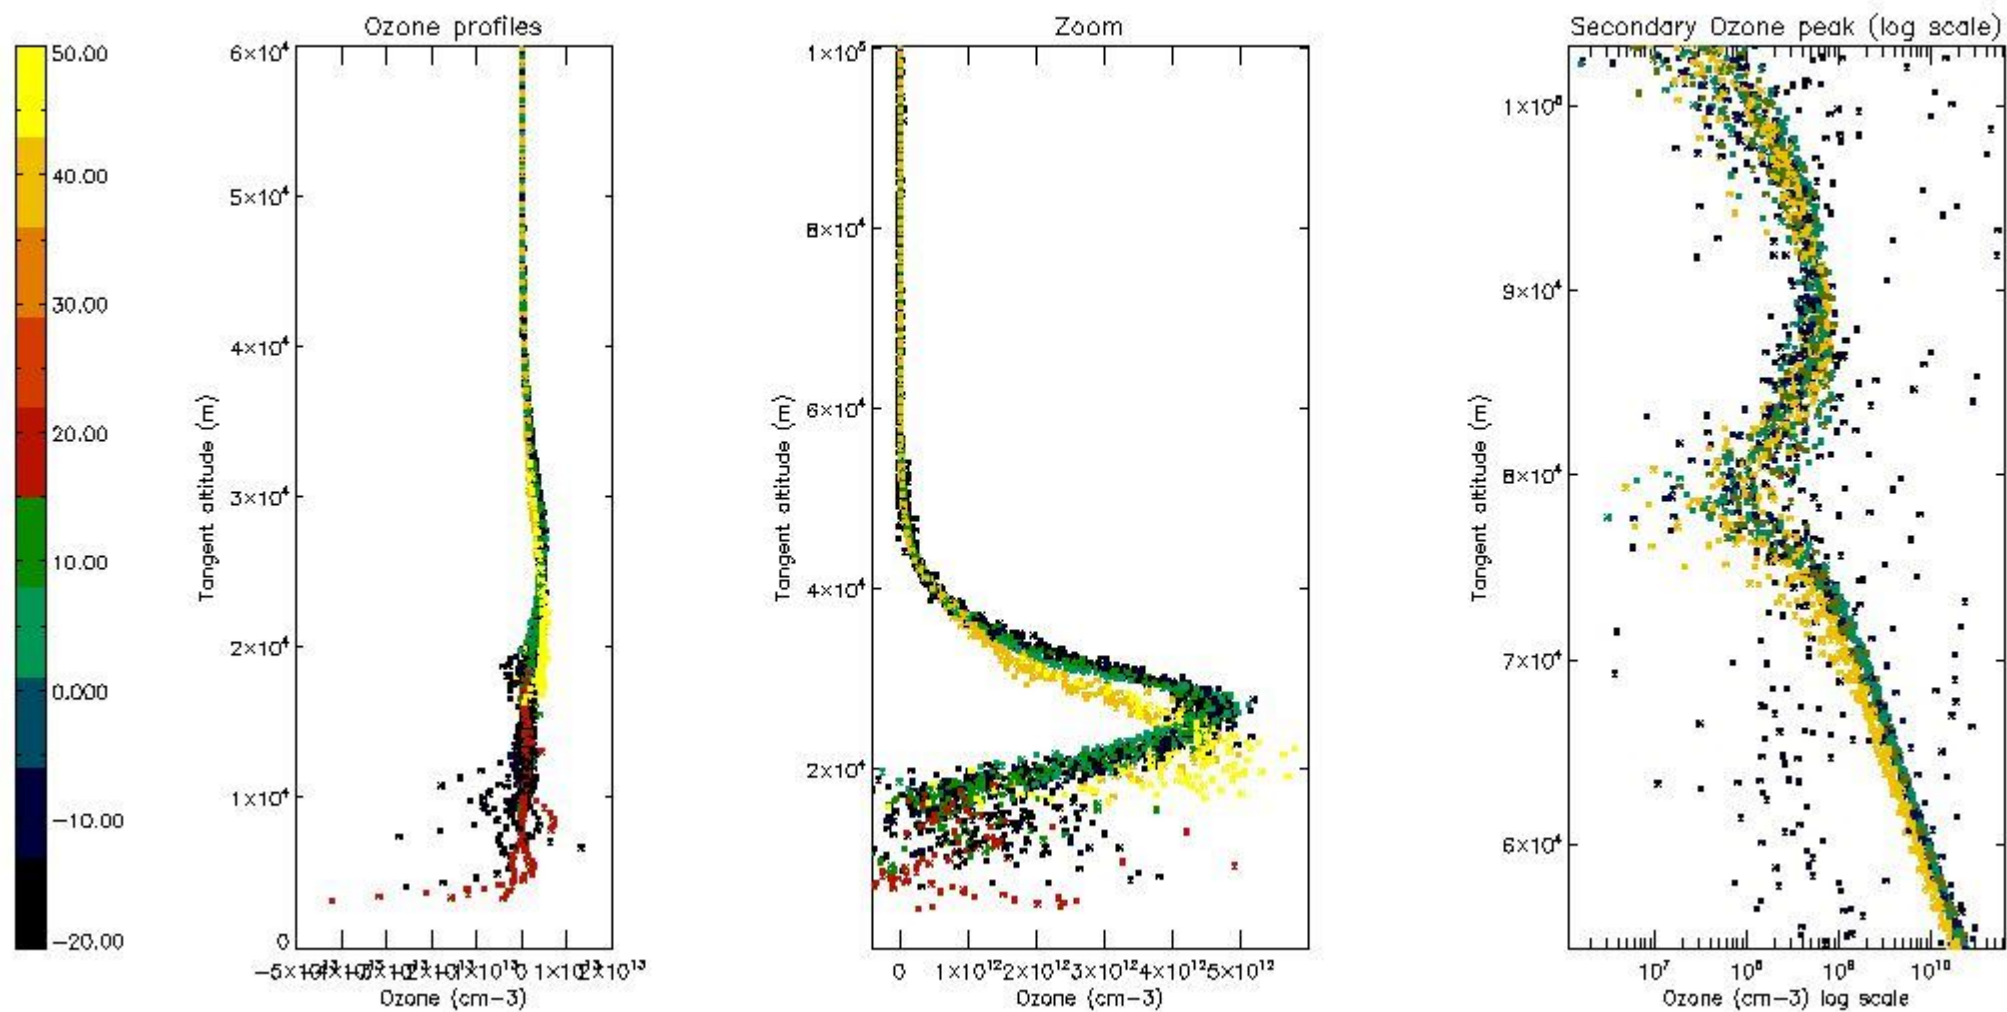 Ozone profiles
Zoom
Secondary Ozone peak (log scale)
50.00
40.00
30.00
20.00
10.00
0.000
−10.00
−20.00
6×10⁴
5×10⁴
4×10⁴
3×10⁴
2×10⁴
1×10⁴
0
Tangent altitude (m)
0 1×10¹³ 2×10¹³
Ozone (cm−3)
1×10⁵
8×10⁴
6×10⁴
4×10⁴
2×10⁴
Tangent altitude (m)
0 1×10¹² 2×10¹² 3×10¹² 4×10¹² 5×10¹²
Ozone (cm−3)
9×10⁴
8×10⁴
7×10⁴
6×10⁴
Tangent altitude (m)
10⁷ 10⁸ 10⁹ 10¹⁰
Ozone (cm−3) log scale